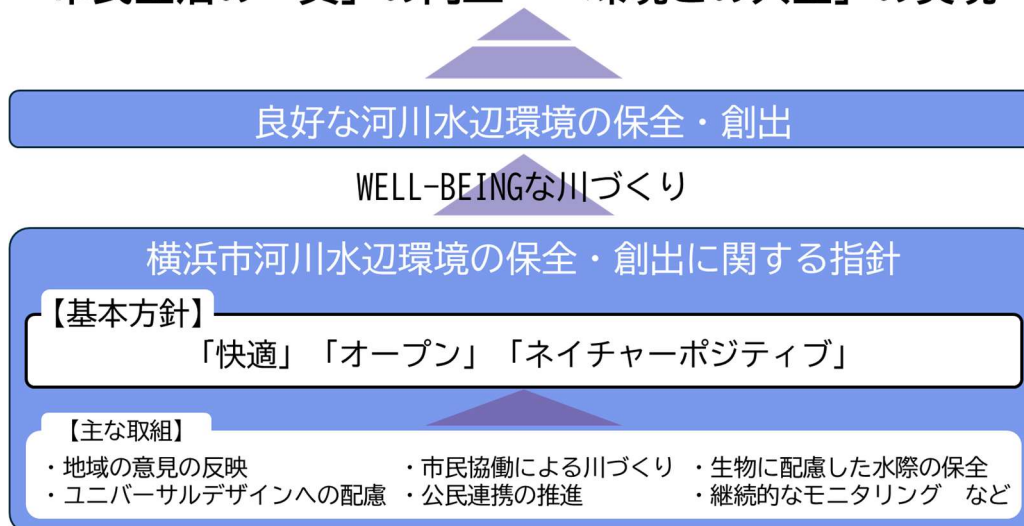 良好な河川水辺環境の保全・創出
WELL-BEINGな川づくり
横浜市河川水辺環境の保全・創出に関する指針
【基本方針】
「快適」「オープン」「ネイチャーポジティブ」
【主な取組】
・地域の意見の反映 ・市民協働による川づくり ・生物に配慮した水際の保全
・ユニバーサルデザインへの配慮 ・公民連携の推進 ・継続的なモニタリング など